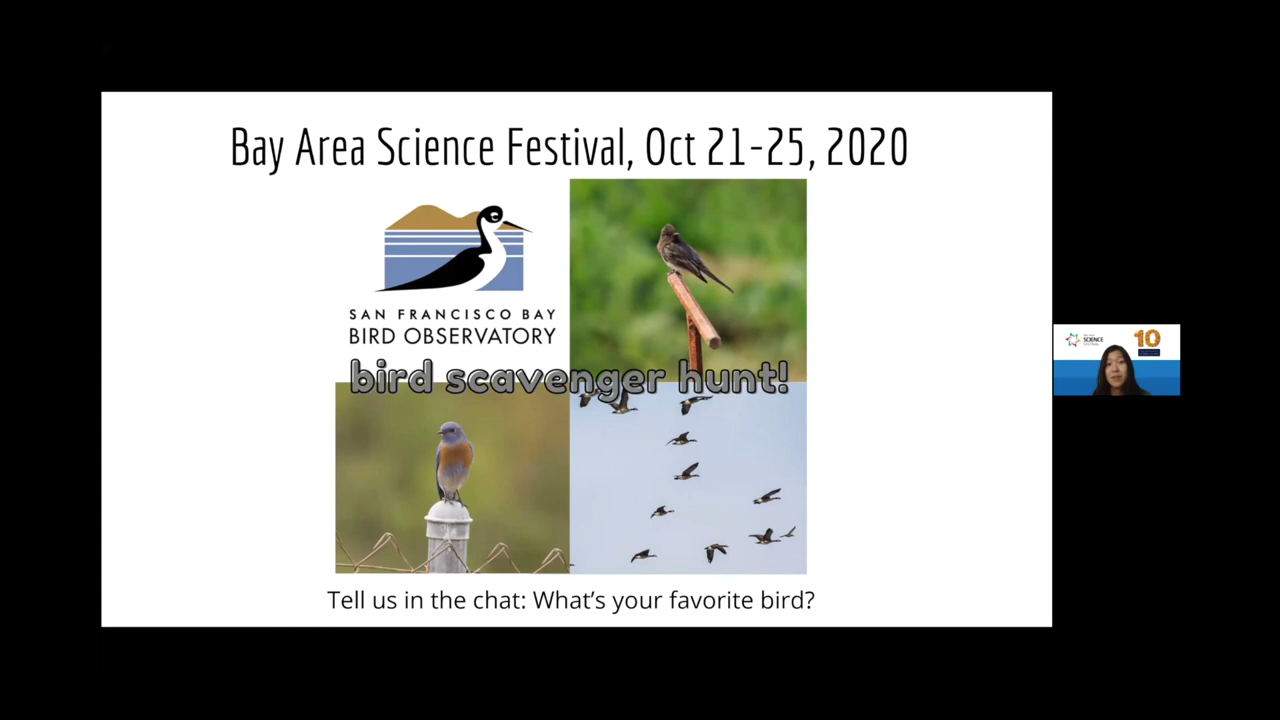 Bay Area Science Festival, Oct 21-25, 2020
SAN FRANCISCO BAY
BIRD OBSERVATORY
bird scavenger hunt!
Tell us in the chat: What's your favorite bird?
SCIENCE
10